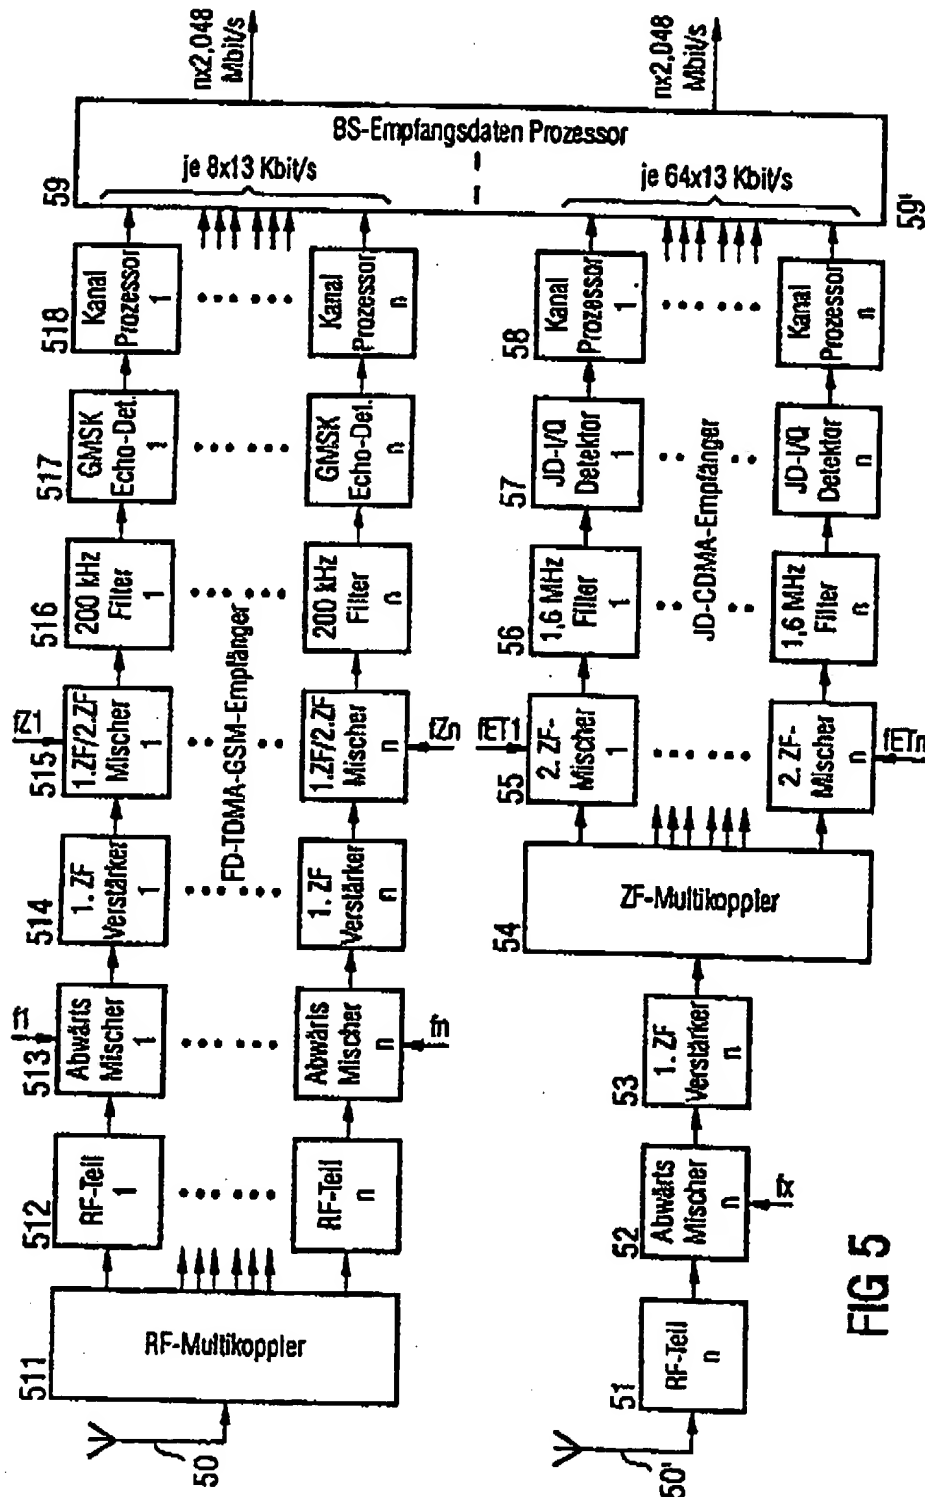 50
511
RF-Multikoppler
512
RF-Teil
1
RF-Teil
n
f1
513
Abwärts
Mischer
1
Abwärts
Mischer
n
fn
514
1. ZF
Verstärker
1
1. ZF
Verstärker
n
fZ1
515
1.ZF/2.ZF
Mischer
1
1.ZF/2.ZF
Mischer
n
fZn
FD-TDMA-GSM-Empfänger
516
200 kHz
Filter
1
200 kHz
Filter
n
517
GMSK
Echo-Det.
1
GMSK
Echo-Det.
n
518
Kanal
Prozessor
1
Kanal
Prozessor
n
59
je 8x13 Kbit/s
BS-Empfangsdaten Prozessor
je 64x13 Kbit/s
59'
nx2,048
Mbit/s
nx2,048
Mbit/s
50'
51
RF-Teil
n
52
Abwärts
Mischer
n
fx
53
1. ZF
Verstärker
n
54
ZF-Multikoppler
fET1
55
2. ZF-
Mischer
1
2. ZF-
Mischer
n
fETn
56
1,6 MHz
Filter
1
1,6 MHz
Filter
n
JD-CDMA-Empfänger
57
JD-I/Q
Detektor
1
JD-I/Q
Detektor
n
58
Kanal
Prozessor
1
Kanal
Prozessor
n
FIG 5